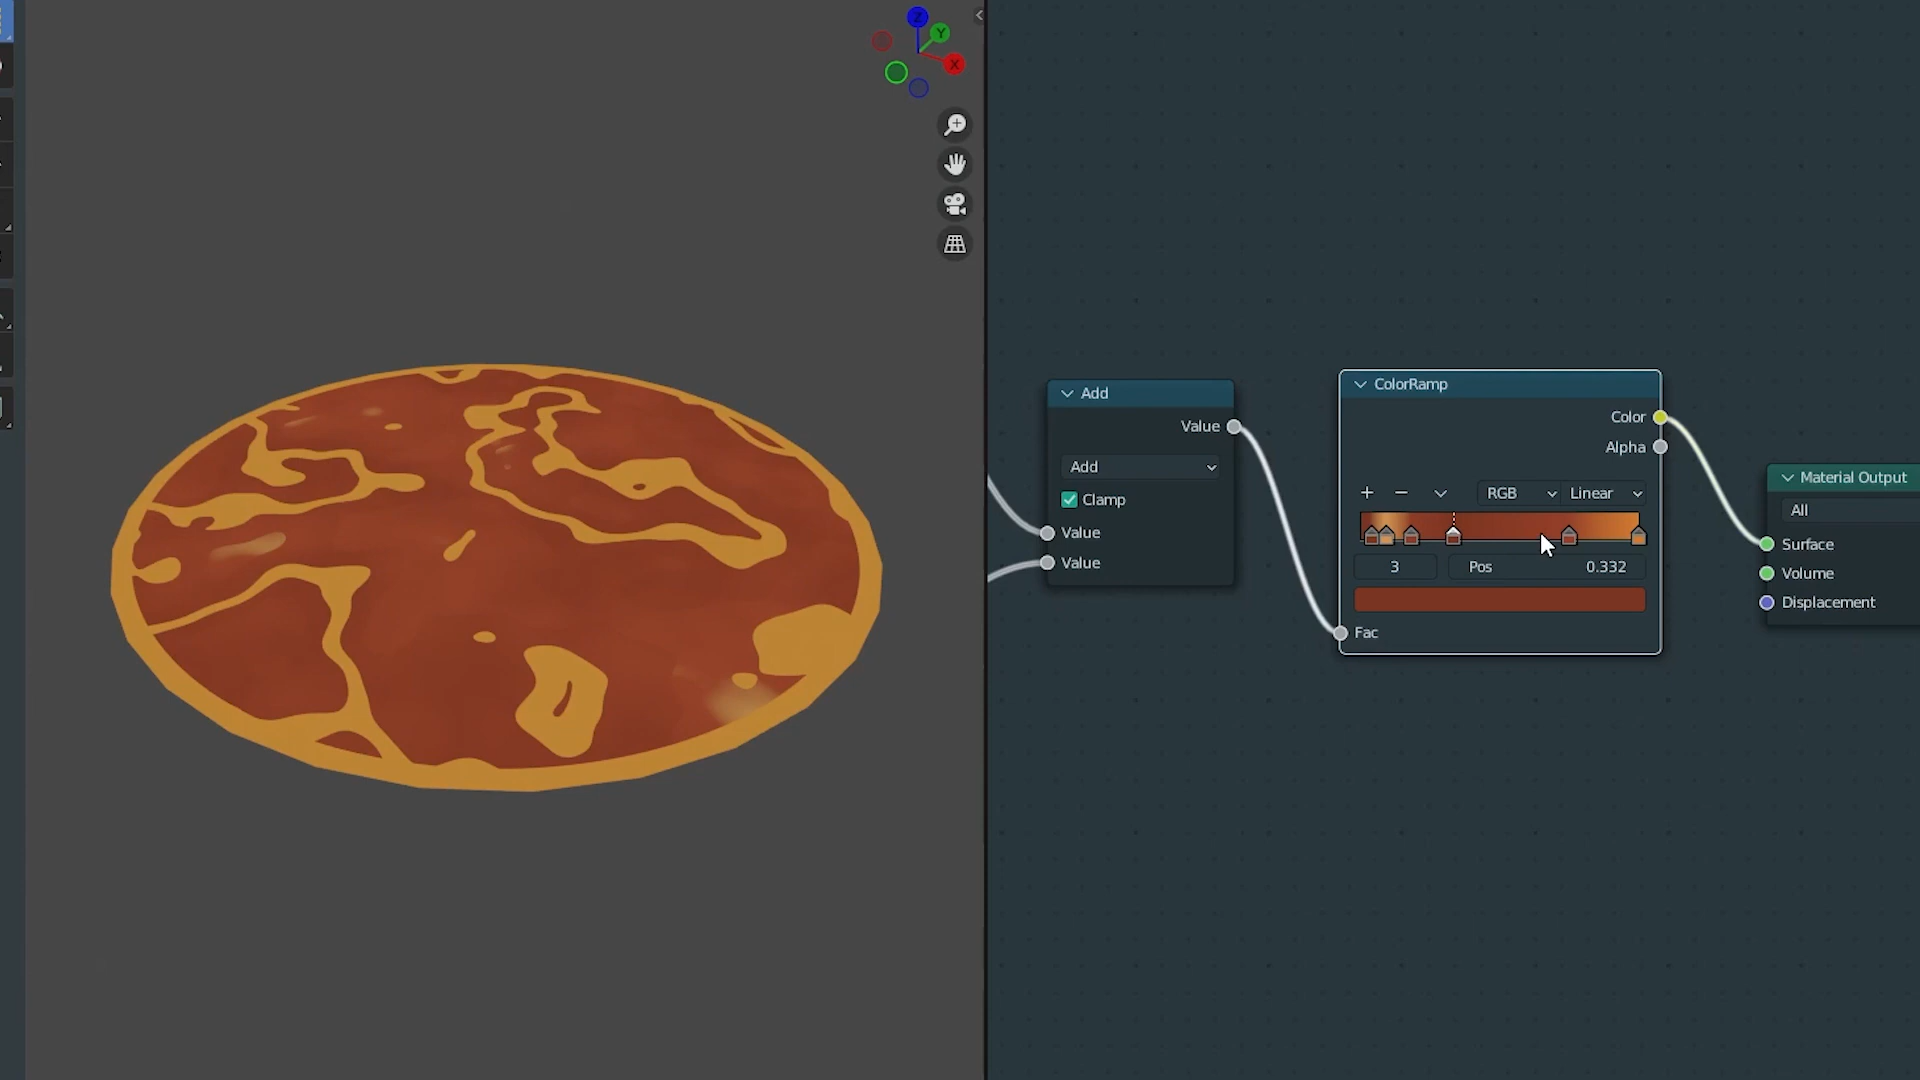 Z
Y
X
Add
Value
Add
Clamp
Value
Value
ColorRamp
Color
Alpha
RGB
Linear
3
Pos
0.332
Fac
Material Output
All
Surface
Volume
Displacement